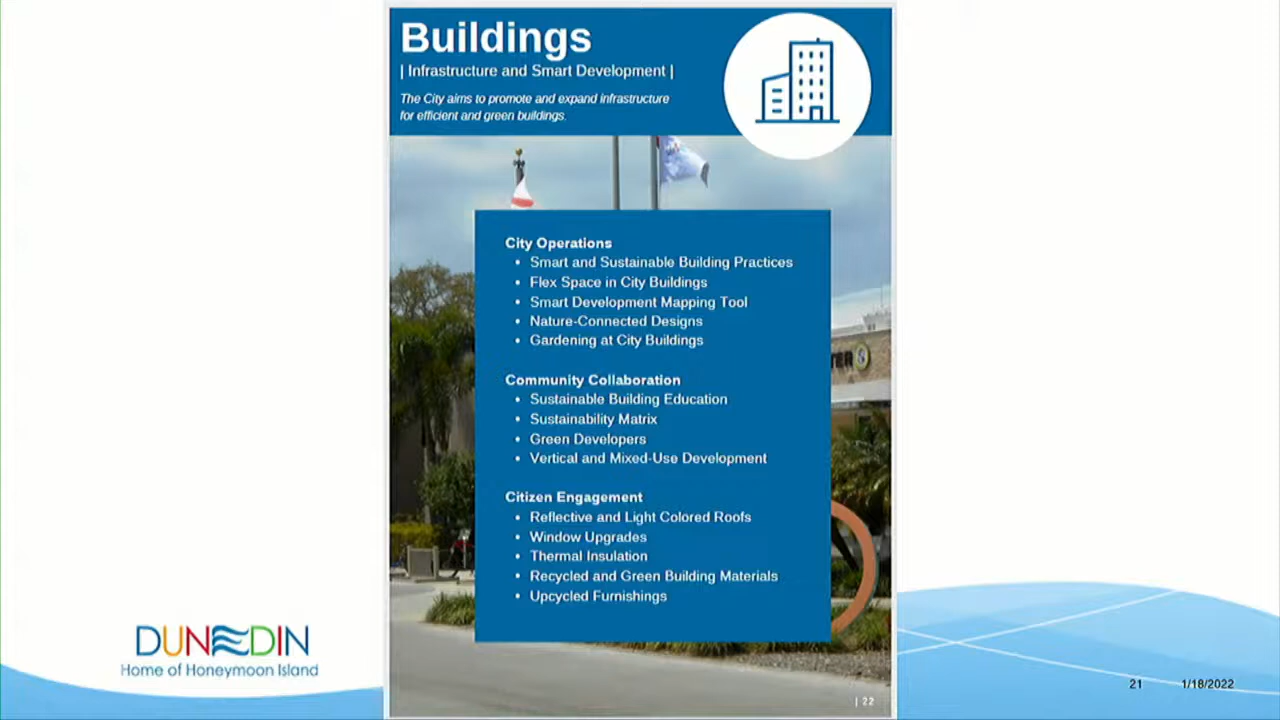 Buildings
| Infrastructure and Smart Development |
The City aims to promote and expand infrastructure
for efficient and green buildings.
City Operations
• Smart and Sustainable Building Practices
• Flex Space in City Buildings
• Smart Development Mapping Tool
• Nature-Connected Designs
• Gardening at City Buildings
Community Collaboration
• Sustainable Building Education
• Sustainability Matrix
• Green Developers
• Vertical and Mixed-Use Development
Citizen Engagement
• Reflective and Light Colored Roofs
• Window Upgrades
• Thermal Insulation
• Recycled and Green Building Materials
• Upcycled Furnishings
| 22
DUNEDIN
Home of Honeymoon Island
21 1/18/2022